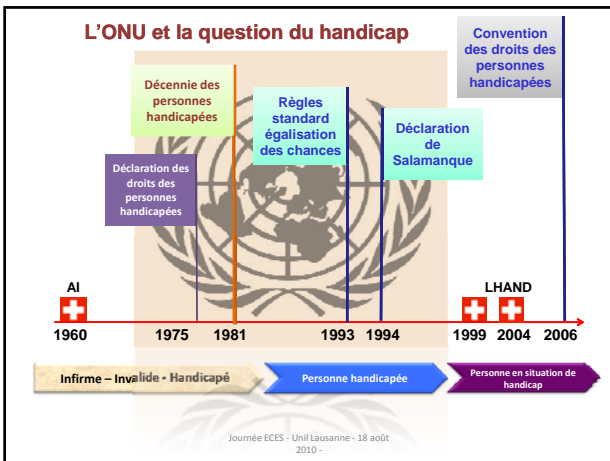 L'ONU et la question du handicap
Convention
des droits des
personnes
handicapées
Décennie des
personnes
handicapées
Règles
standard
égalisation
des chances
Déclaration
de
Salamanque
Déclaration des
droits des
personnes
handicapées
AI
LHAND
1960
1975
1981
1993
1994
1999
2004
2006
Infirme – Invalide - Handicapé
Personne handicapée
Personne en situation de
handicap
Journée ECES - Unil Lausanne - 18 août
2010 -